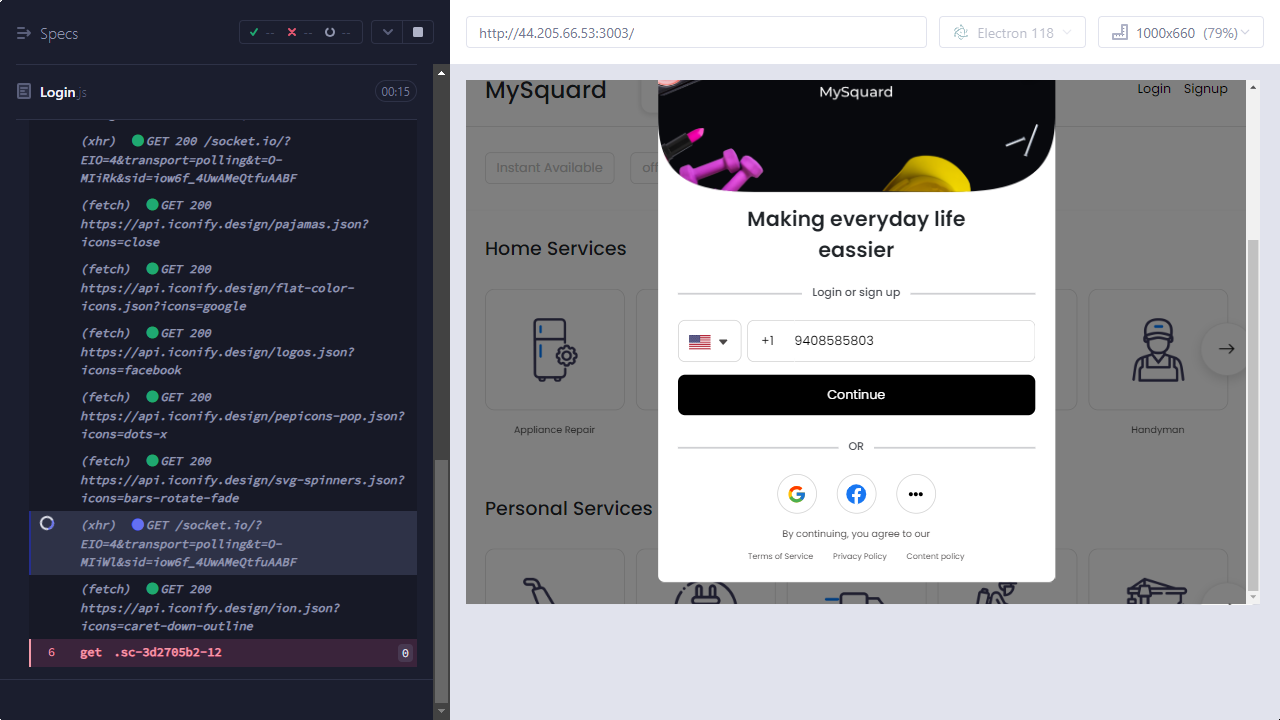 Specs
--
--
--
http://44.205.66.53:3003/
Electron 118
1000x660 (79%)
Login.js
00:15
(xhr) GET 200 /socket.io/?
EIO=4&transport=polling&t=O-
MIiRk&sid=iow6f_4UwAMeQtfuAABF
(fetch) GET 200
https://api.iconify.design/pajamas.json?
icons=close
(fetch) GET 200
https://api.iconify.design/flat-color-
icons.json?icons=google
(fetch) GET 200
https://api.iconify.design/logos.json?
icons=facebook
(fetch) GET 200
https://api.iconify.design/pepicons-pop.json?
icons=dots-x
(fetch) GET 200
https://api.iconify.design/svg-spinners.json?
icons=bars-rotate-fade
(xhr) GET /socket.io/?
EIO=4&transport=polling&t=O-
MIiWl&sid=iow6f_4UwAMeQtfuAABF
(fetch) GET 200
https://api.iconify.design/ion.json?
icons=caret-down-outline
6 get .sc-3d2705b2-12 0
MySquard
Login Signup
Instant Available
off
Home Services
Appliance Repair
Handyman
Personal Services
MySquard
Making everyday life
eassier
Login or sign up
+1 9408585803
Continue
OR
By continuing, you agree to our
Terms of Service Privacy Policy Content policy